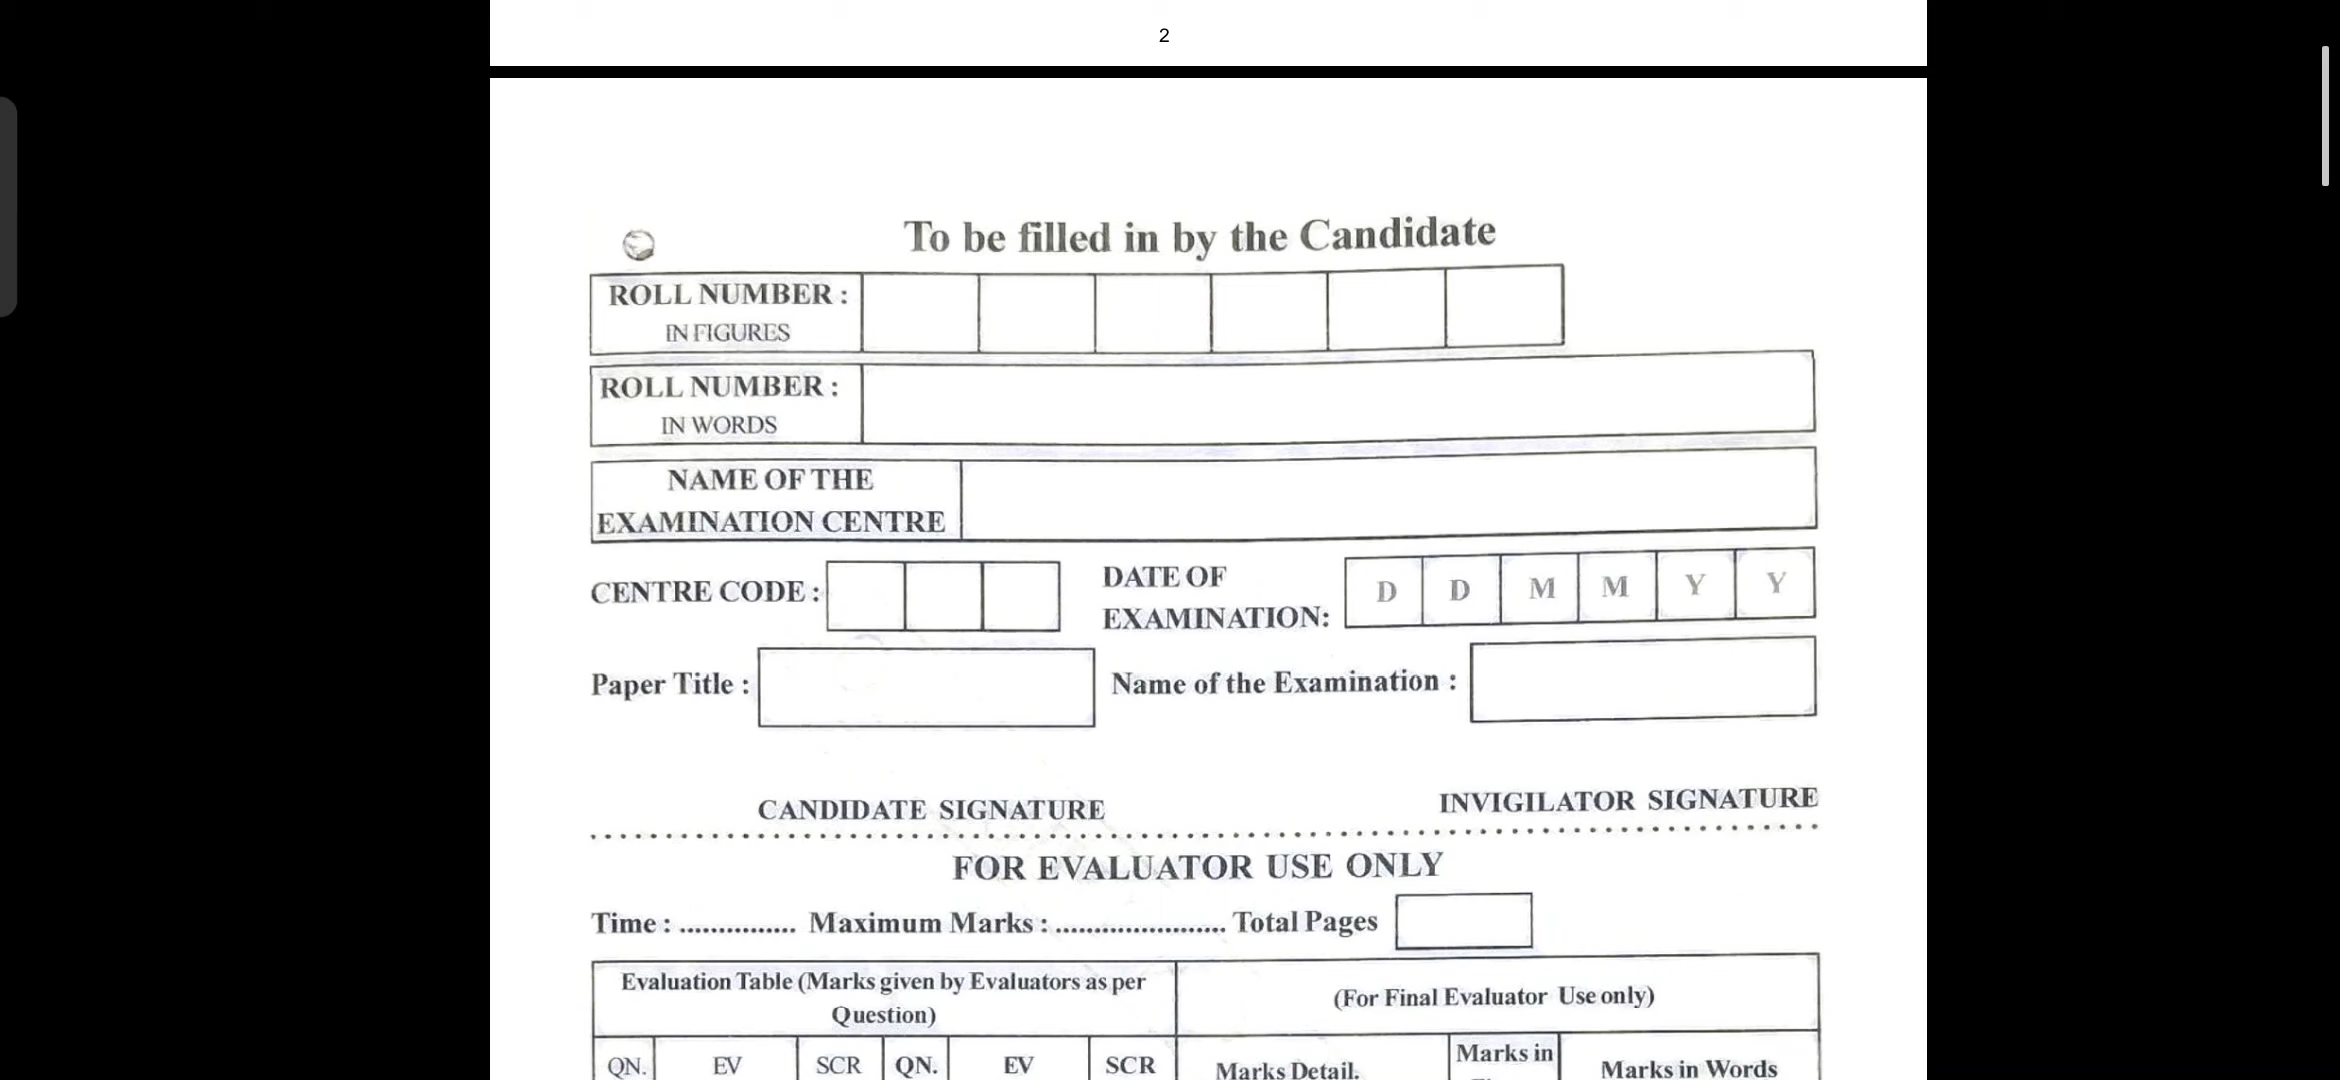 2
To be filled in by the Candidate
ROLL NUMBER :
IN FIGURES
ROLL NUMBER :
IN WORDS
NAME OF THE
EXAMINATION CENTRE
CENTRE CODE :
DATE OF
EXAMINATION:
D D M M Y Y
Paper Title :
Name of the Examination :
CANDIDATE SIGNATURE
INVIGILATOR SIGNATURE
FOR EVALUATOR USE ONLY
Time : ............... Maximum Marks : ...................... Total Pages
Evaluation Table (Marks given by Evaluators as per
Question)
(For Final Evaluator Use only)
QN. EV SCR QN. EV SCR Marks Detail. Marks in Marks in Words